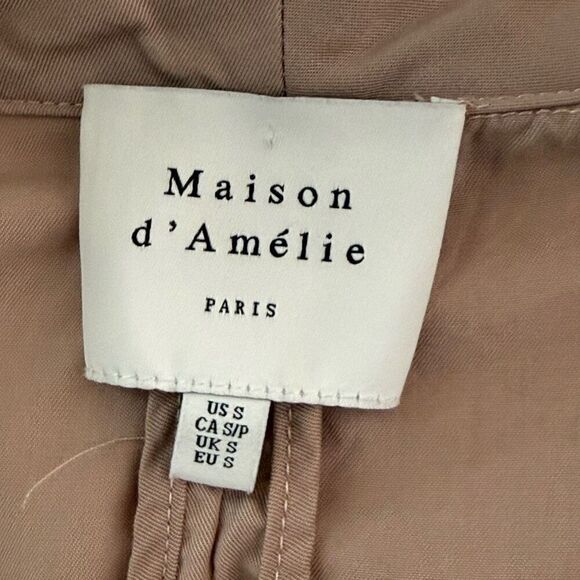 Maison
d'Amélie
PARIS
US S
CA S/P
UK S
EU S